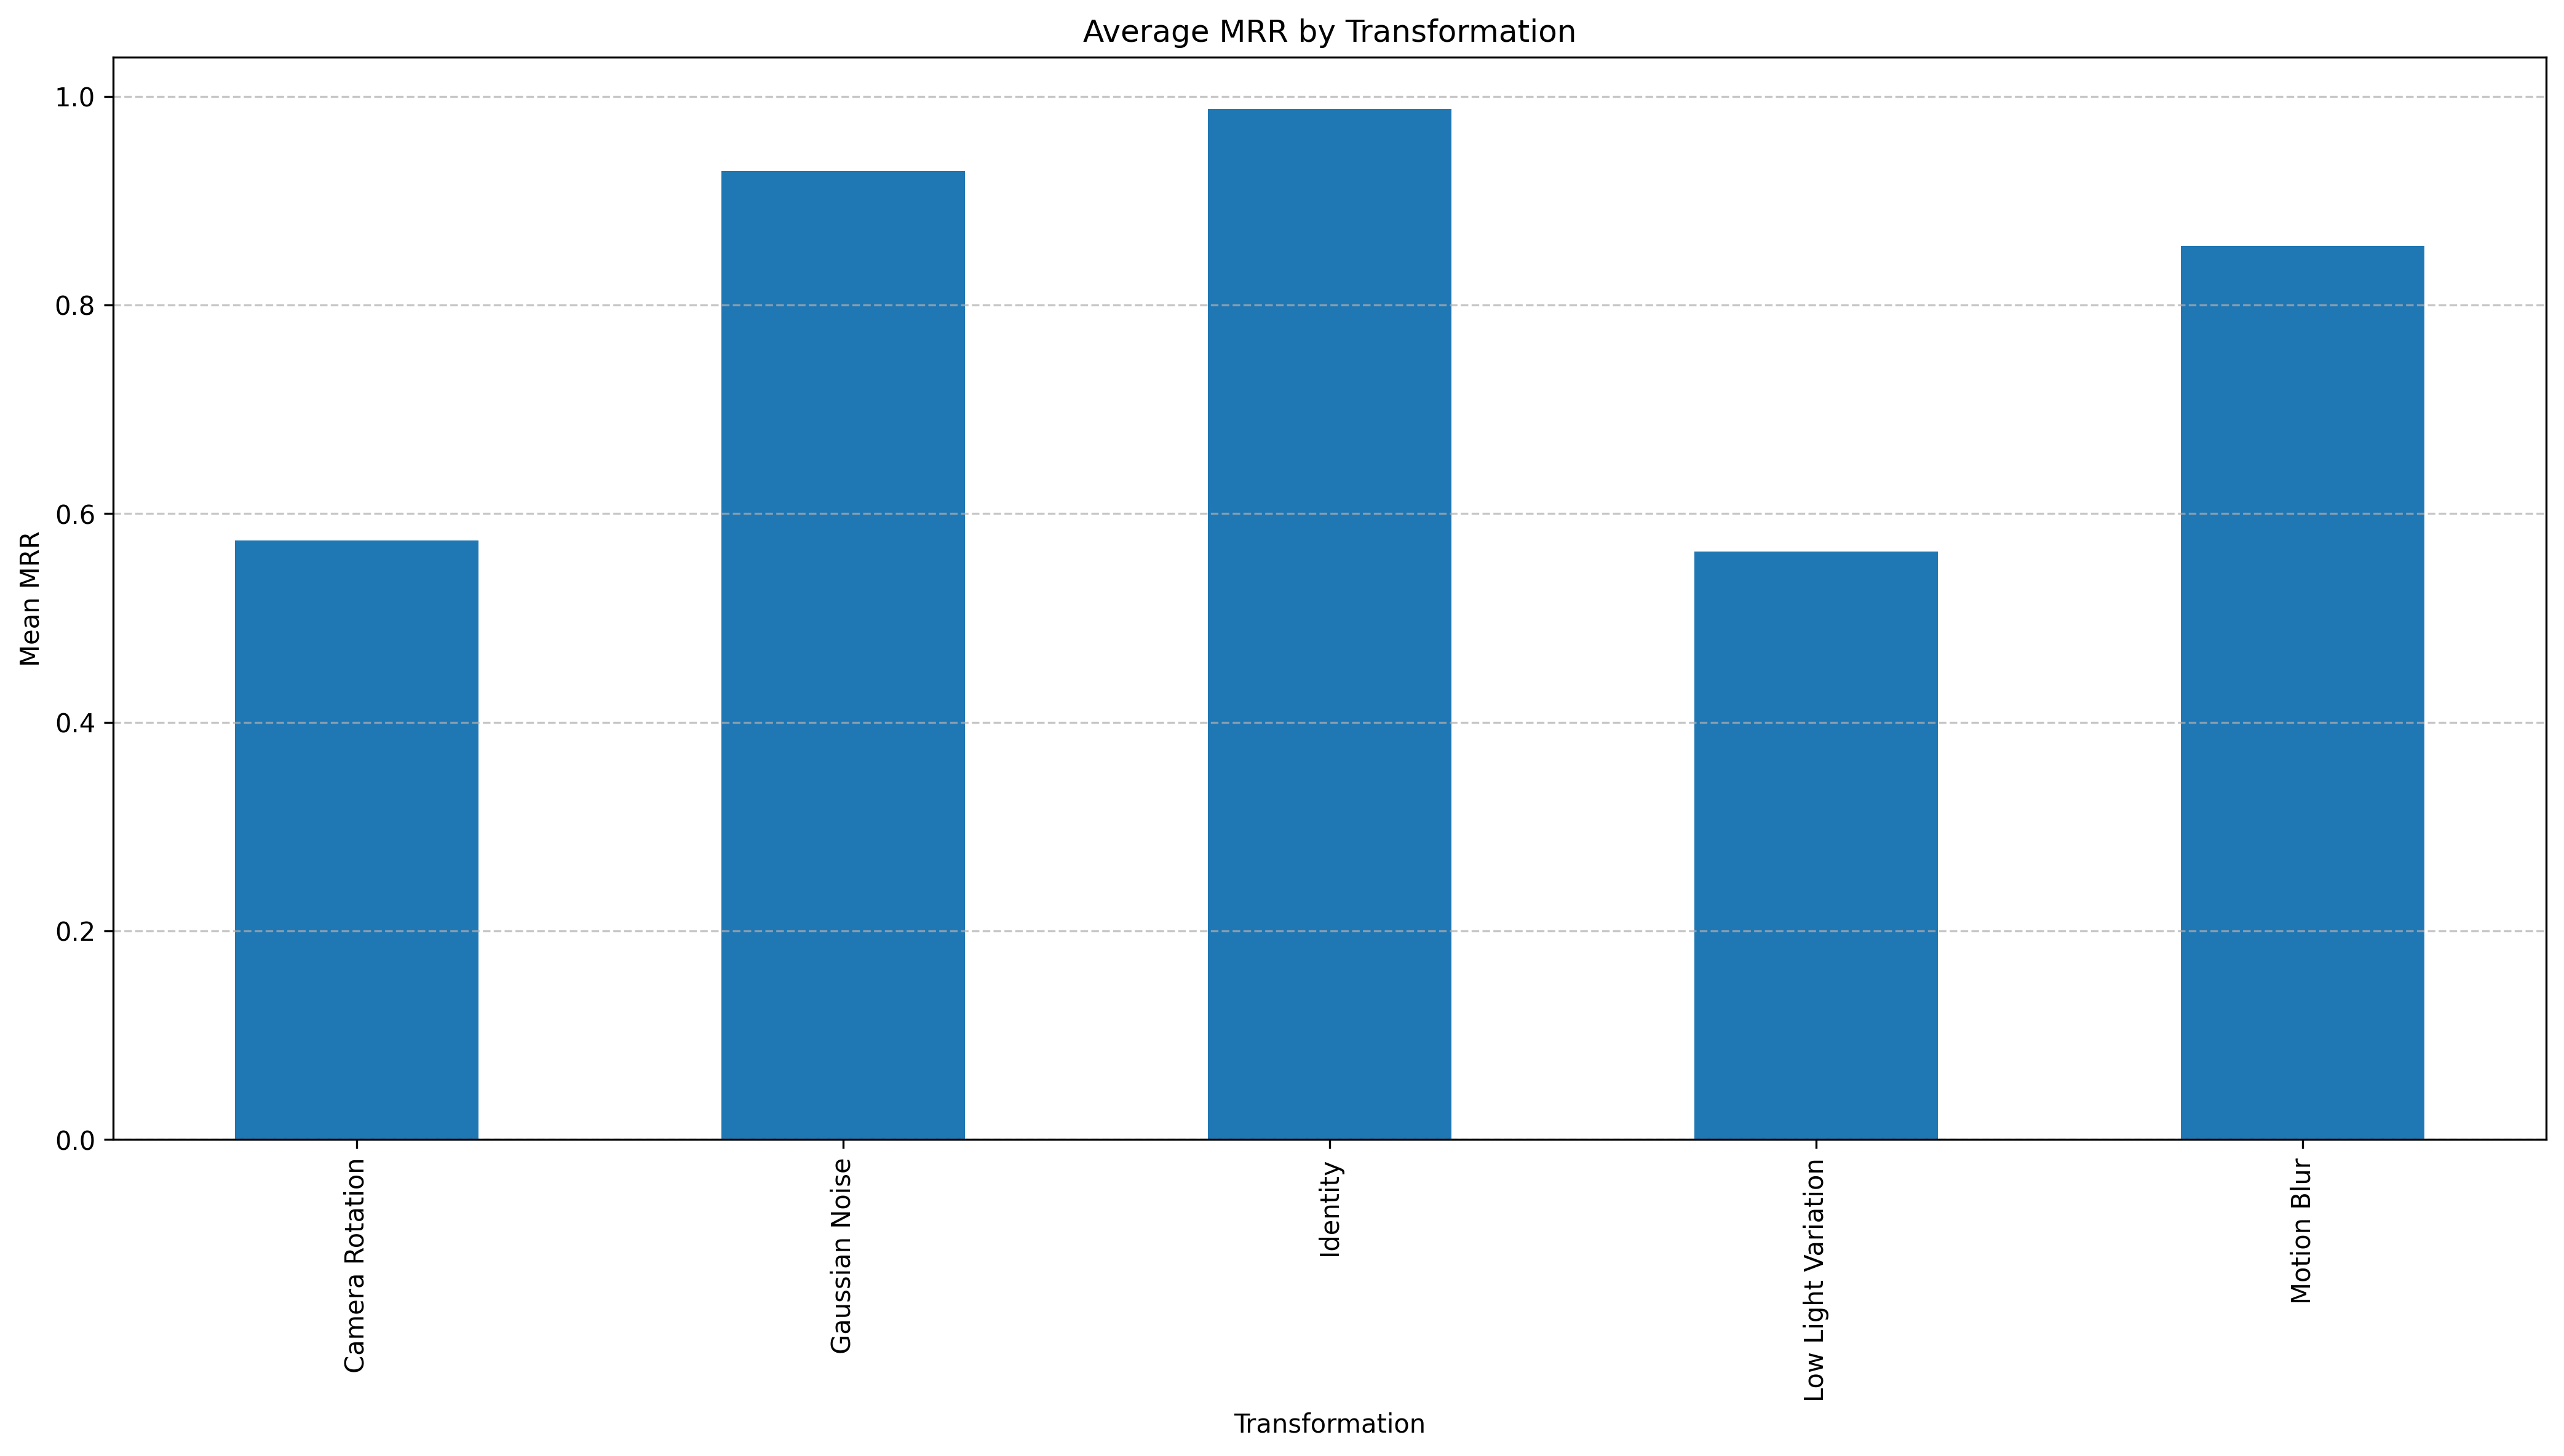 Average MRR by Transformation
Mean MRR
1.0
0.8
0.6
0.4
0.2
0.0
Camera Rotation
Gaussian Noise
Identity
Low Light Variation
Motion Blur
Transformation